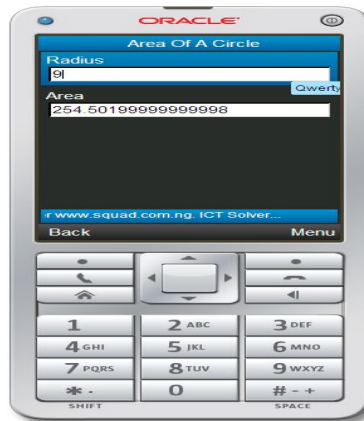 ORACLE
Area Of A Circle
Radius
9
Qwerty
Area
254.50199999999998
r www.squad.com.ng. ICT Solver...
Back Menu
1 2 ABC 3 DEF
4 GHI 5 JKL 6 MNO
7 PQRS 8 TUV 9 WXYZ
* . 0 # - +
SHIFT SPACE